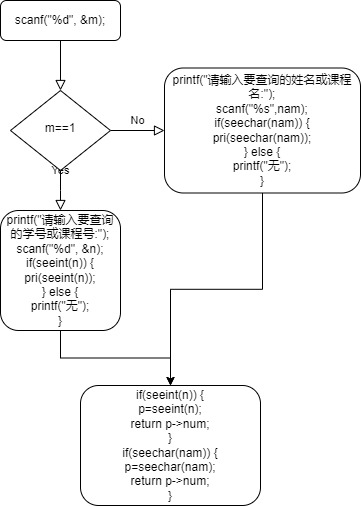 scanf("%d", &m);
m==1
No
printf("请输入要查询的姓名或课程
名:");
scanf("%s",nam);
if(seechar(nam)) {
pri(seechar(nam));
} else {
printf("无");
}
Yes
printf("请输入要查询
的学号或课程号:");
scanf("%d", &n);
if(seeint(n)) {
pri(seeint(n));
} else {
printf("无");
}
if(seeint(n)) {
p=seeint(n);
return p->num;
}
if(seechar(nam)) {
p=seechar(nam);
return p->num;
}